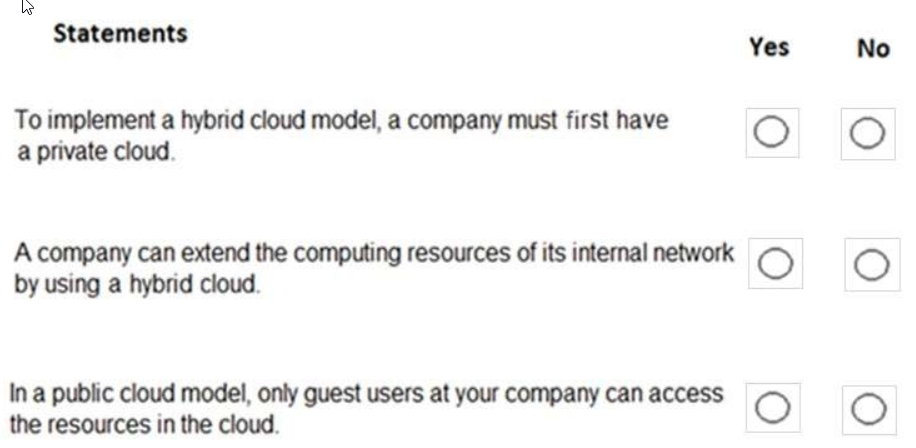 Statements
Yes No
To implement a hybrid cloud model, a company must first have
a private cloud.
A company can extend the computing resources of its internal network
by using a hybrid cloud.
In a public cloud model, only guest users at your company can access
the resources in the cloud.